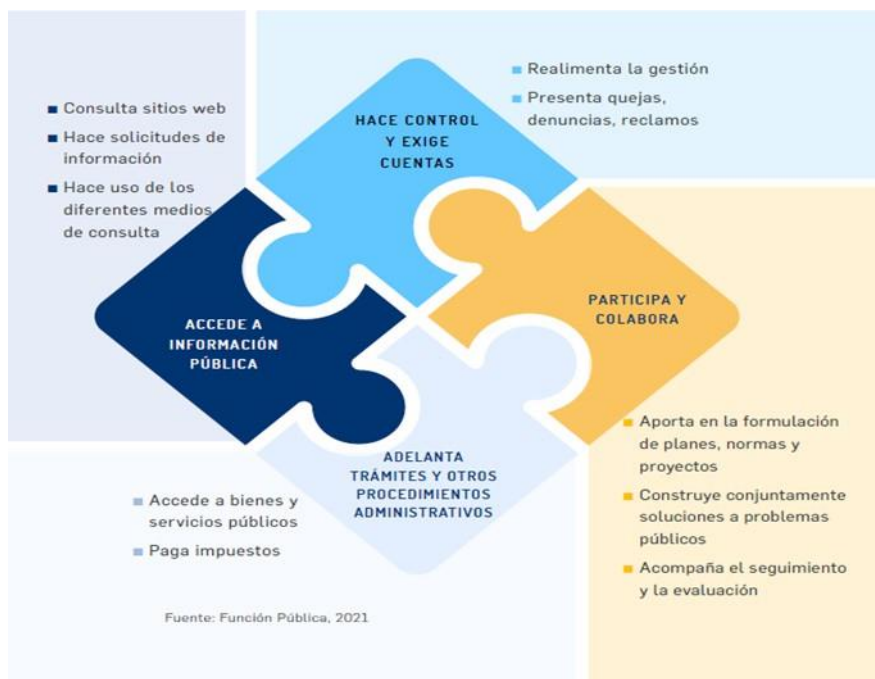 ■ Consulta sitios web
■ Hace solicitudes de
información
■ Hace uso de los
diferentes medios
de consulta
HACE CONTROL
Y EXIGE
CUENTAS
■ Realimenta la gestión
■ Presenta quejas,
denuncias, reclamos
ACCEDE A
INFORMACIÓN
PÚBLICA
PARTICIPA Y
COLABORA
ADELANTA
TRÁMITES Y OTROS
PROCEDIMIENTOS
ADMINISTRATIVOS
■ Accede a bienes y
servicios públicos
■ Paga impuestos
■ Aporta en la formulación
de planes, normas y
proyectos
■ Construye conjuntamente
soluciones a problemas
públicos
■ Acompaña el seguimiento
y la evaluación
Fuente: Función Pública, 2021